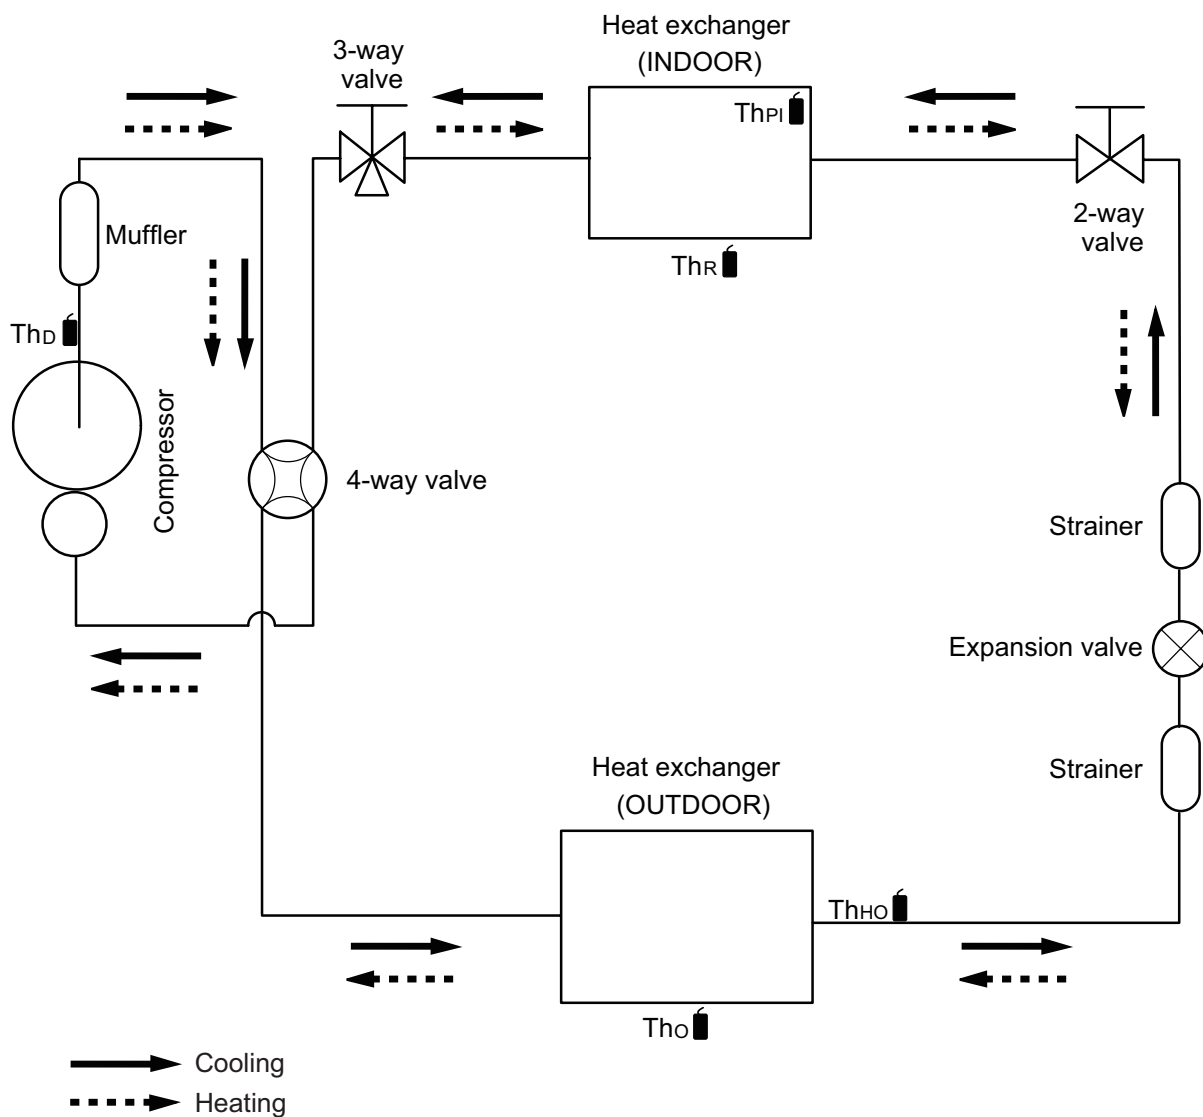 Heat exchanger
(INDOOR)
3-way
valve
ThPI
Muffler
2-way
valve
ThR
ThD
Compressor
4-way valve
Strainer
Expansion valve
Heat exchanger
(OUTDOOR)
Strainer
ThHO
ThO
Cooling
Heating